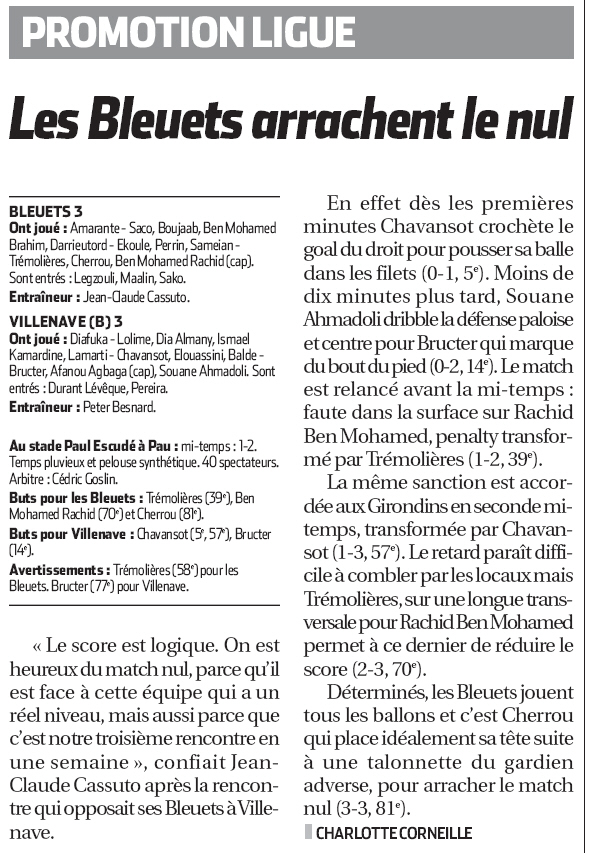 PROMOTION LIGUE
Les Bleuets arrachent le nul
BLEUETS 3
Ont joué : Amarante - Saco, Boujaab, Ben Mohamed
Brahim, Darrieutord - Ekoule, Perrin, Sameian -
Trémolières, Cherrou, Ben Mohamed Rachid (cap).
Sont entrés : Legzouli, Maalin, Sako.
Entraîneur : Jean-Claude Cassuto.
VILLENAVE (B) 3
Ont joué : Diafuka - Lolime, Dia Almany, Ismael
Kamardine, Lamarti - Chavansot, Elouassini, Balde -
Bructer, Afanou Agbaga (cap), Souane Ahmadoli. Sont
entrés : Durant Lévêque, Pereira.
Entraîneur : Peter Besnard.
Au stade Paul Escudé à Pau : mi-temps : 1-2.
Temps pluvieux et pelouse synthétique. 40 spectateurs.
Arbitre : Cédric Goslin.
Buts pour les Bleuets : Trémolières (39e), Ben
Mohamed Rachid (70e) et Cherrou (81e).
Buts pour Villenave : Chavansot (5e, 57e), Bructer
(14e).
Avertissements : Trémolières (58e) pour les
Bleuets. Bructer (77e) pour Villenave.
« Le score est logique. On est
heureux du match nul, parce qu'il
est face à cette équipe qui a un
réel niveau, mais aussi parce que
c'est notre troisième rencontre en
une semaine », confiait Jean-
Claude Cassuto après la rencon-
tre qui opposait ses Bleuets à Ville-
nave.
En effet dès les premières
minutes Chavansot crochète le
goal du droit pour pousser sa balle
dans les filets (0-1, 5e). Moins de
dix minutes plus tard, Souane
Ahmadoli dribble la défense paloise
et centre pour Bructer qui marque
du bout du pied (0-2, 14e). Le match
est relancé avant la mi-temps :
faute dans la surface sur Rachid
Ben Mohamed, penalty transfor-
mé par Trémolières (1-2, 39e).
La même sanction est accor-
dée aux Girondins en seconde mi-
temps, transformée par Chavan-
sot (1-3, 57e). Le retard paraît diffi-
cile à combler par les locaux mais
Trémolières, sur une longue trans-
versale pour Rachid Ben Mohamed
permet à ce dernier de réduire le
score (2-3, 70e).
Déterminés, les Bleuets jouent
tous les ballons et c'est Cherrou
qui place idéalement sa tête suite
à une talonnette du gardien
adverse, pour arracher le match
nul (3-3, 81e).
CHARLOTTE CORNEILLE